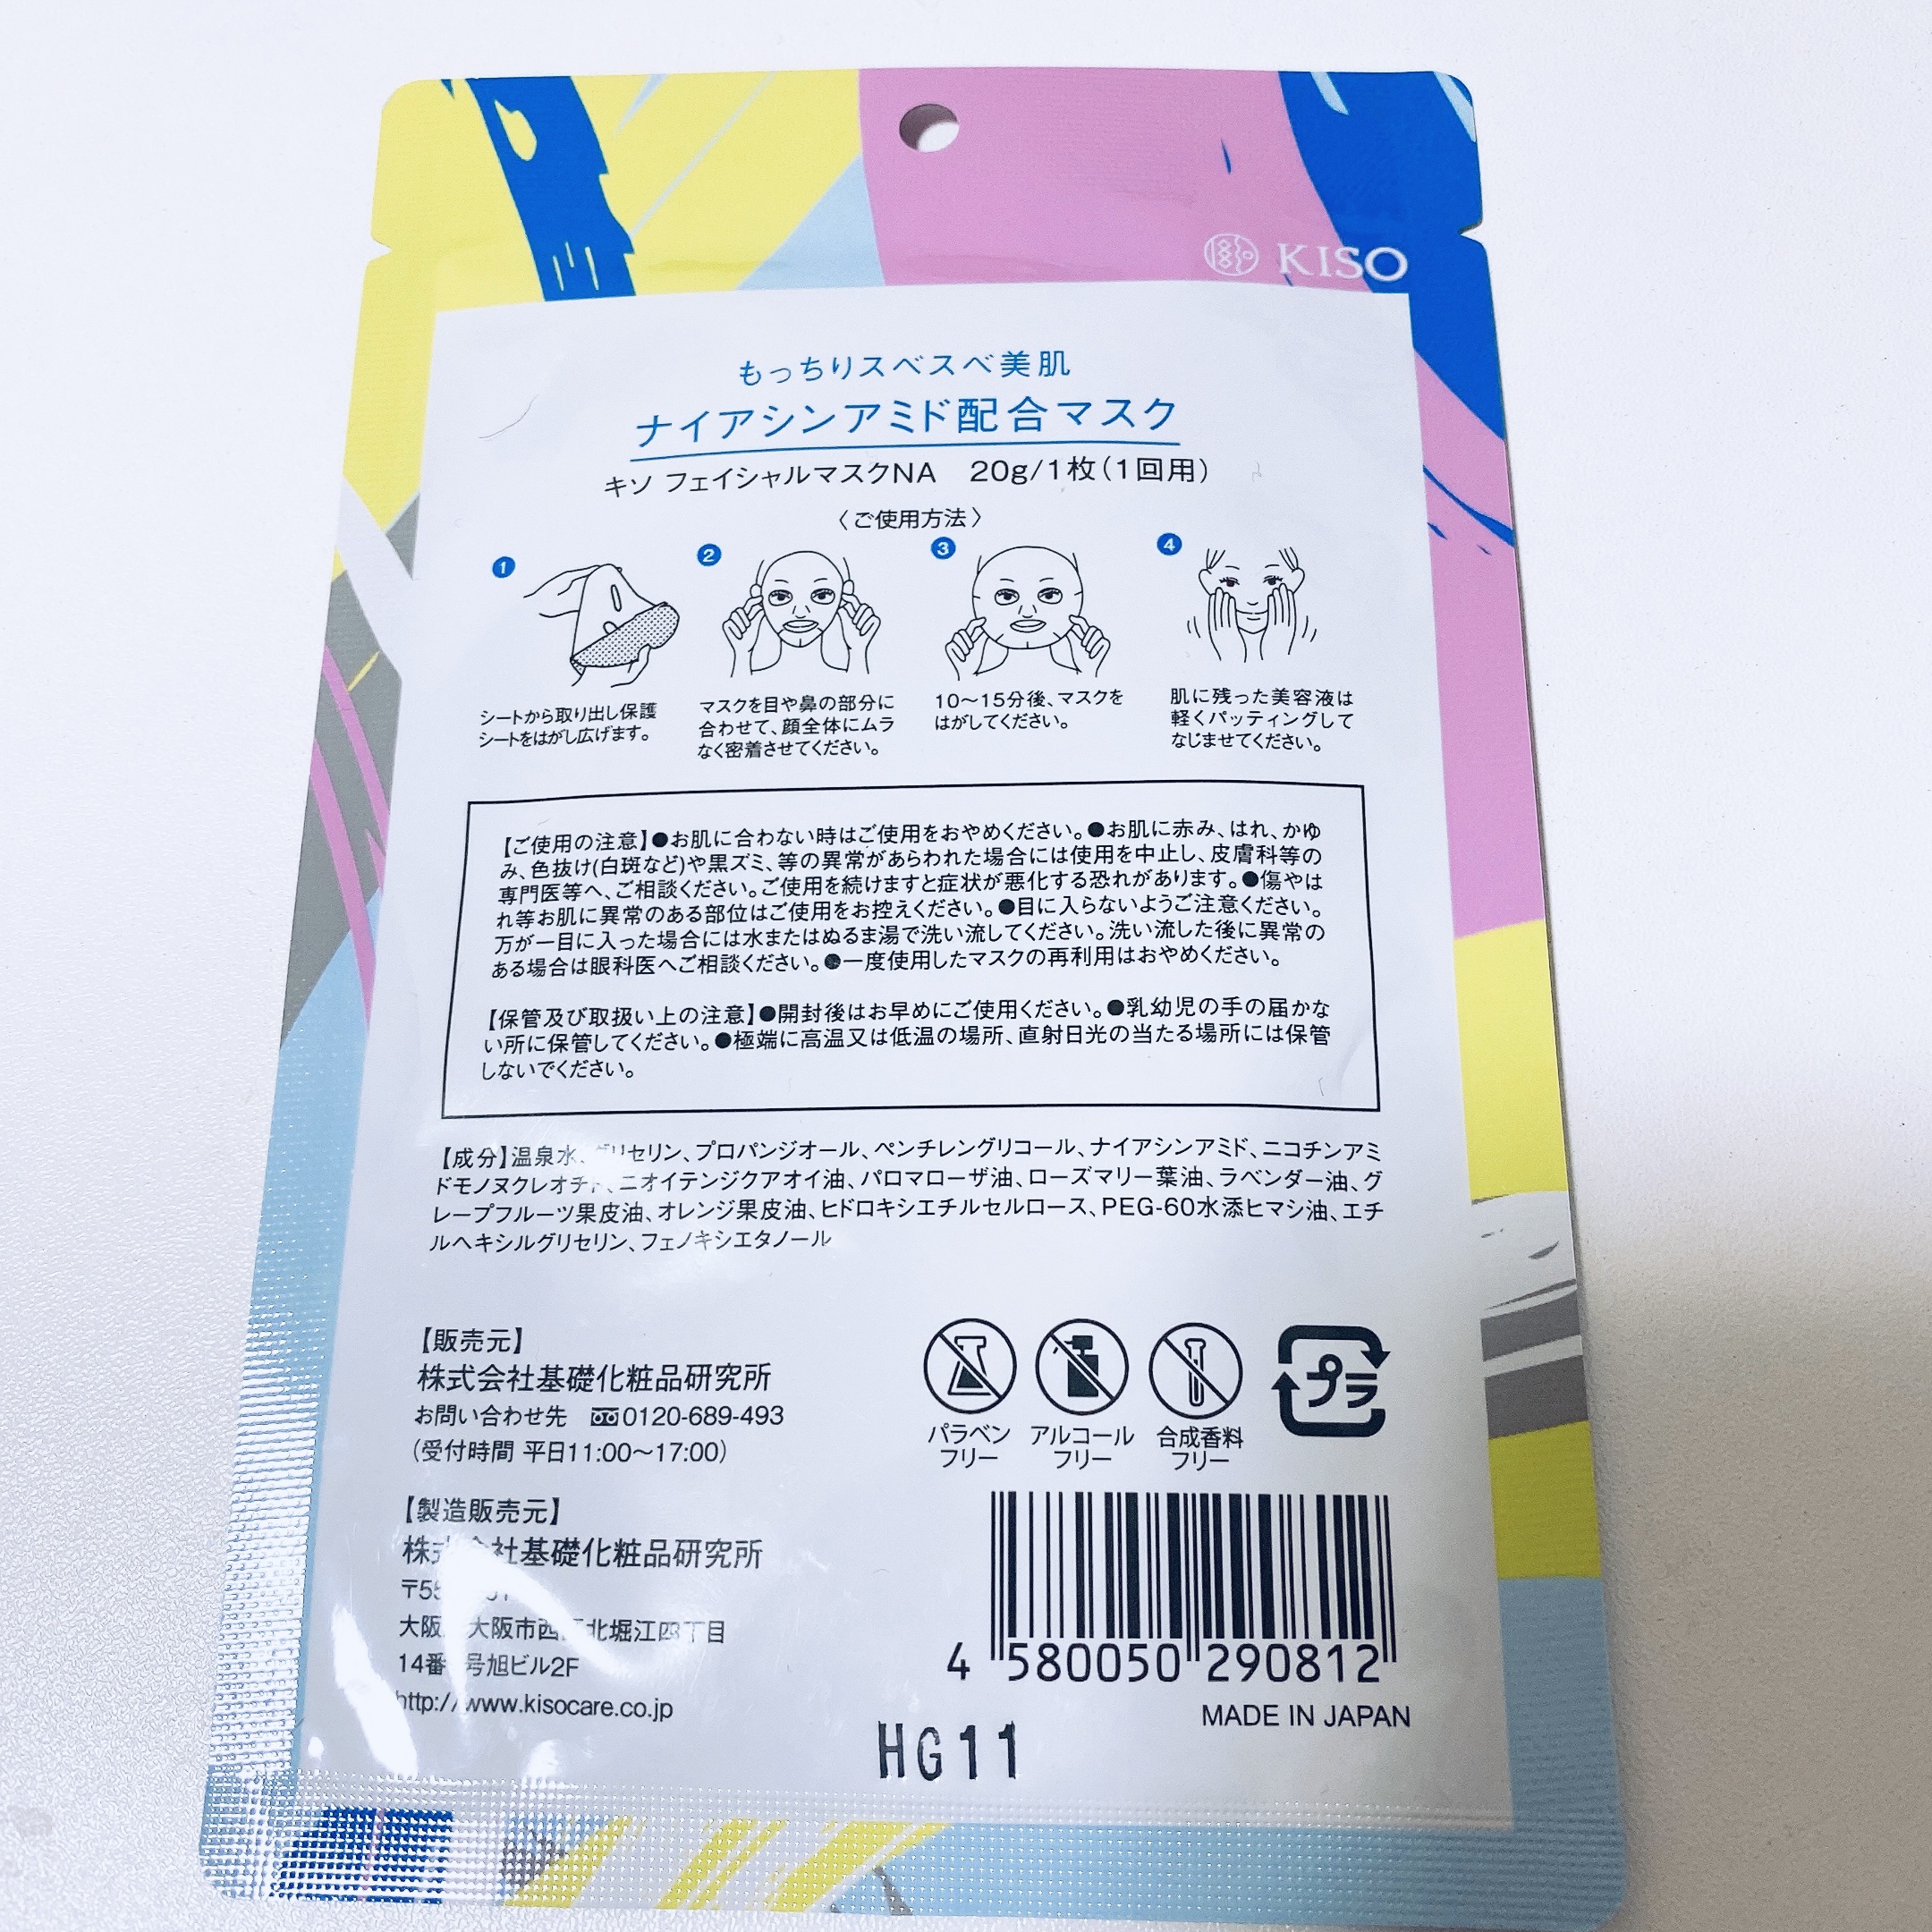 KISO
もっちりスベスベ美肌
ナイアシンアミド配合マスク
キソ フェイシャルマスクNA 20g/1枚(1回用)
〈ご使用方法〉
1
シートから取り出し保護
シートをはがし広げます。
2
マスクを目や鼻の部分に
合わせて、顔全体にムラ
なく密着させてください。
3
10〜15分後、マスクを
はがしてください。
4
肌に残った美容液は
軽くパッティングして
なじませてください。
【ご使用の注意】●お肌に合わない時はご使用をおやめください。●お肌に赤み、はれ、かゆ
み、色抜け(白斑など)や黒ズミ、等の異常があらわれた場合には使用を中止し、皮膚科等の
専門医等へ、ご相談ください。ご使用を続けますと症状が悪化する恐れがあります。●傷やは
れ等お肌に異常のある部位はご使用をお控えください。●目に入らないようご注意ください。
万が一目に入った場合には水またはぬるま湯で洗い流してください。洗い流した後に異常の
ある場合は眼科医へご相談ください。●一度使用したマスクの再利用はおやめください。
【保管及び取扱い上の注意】●開封後はお早めにご使用ください。●乳幼児の手の届かな
い所に保管してください。●極端に高温又は低温の場所、直射日光の当たる場所には保管
しないでください。
【成分】温泉水、グリセリン、プロパンジオール、ペンチレングリコール、ナイアシンアミド、ニコチンアミ
ドモノヌクレオチド、ニオイテンジクアオイ油、パロマローザ油、ローズマリー葉油、ラベンダー油、グ
レープフルーツ果皮油、オレンジ果皮油、ヒドロキシエチルセルロース、PEG-60水添ヒマシ油、エチ
ルヘキシルグリセリン、フェノキシエタノール
【販売元】
株式会社基礎化粧品研究所
お問い合わせ先 0120-689-493
(受付時間 平日11:00〜17:00)
【製造販売元】
株式会社基礎化粧品研究所
大阪 大阪市西 北堀江四丁目
14番 号旭ビル2F
http://www.kisocare.co.jp
パラベン
フリー
アルコール
フリー
合成香料
フリー
プラ
4 580050 290812
MADE IN JAPAN
HG11